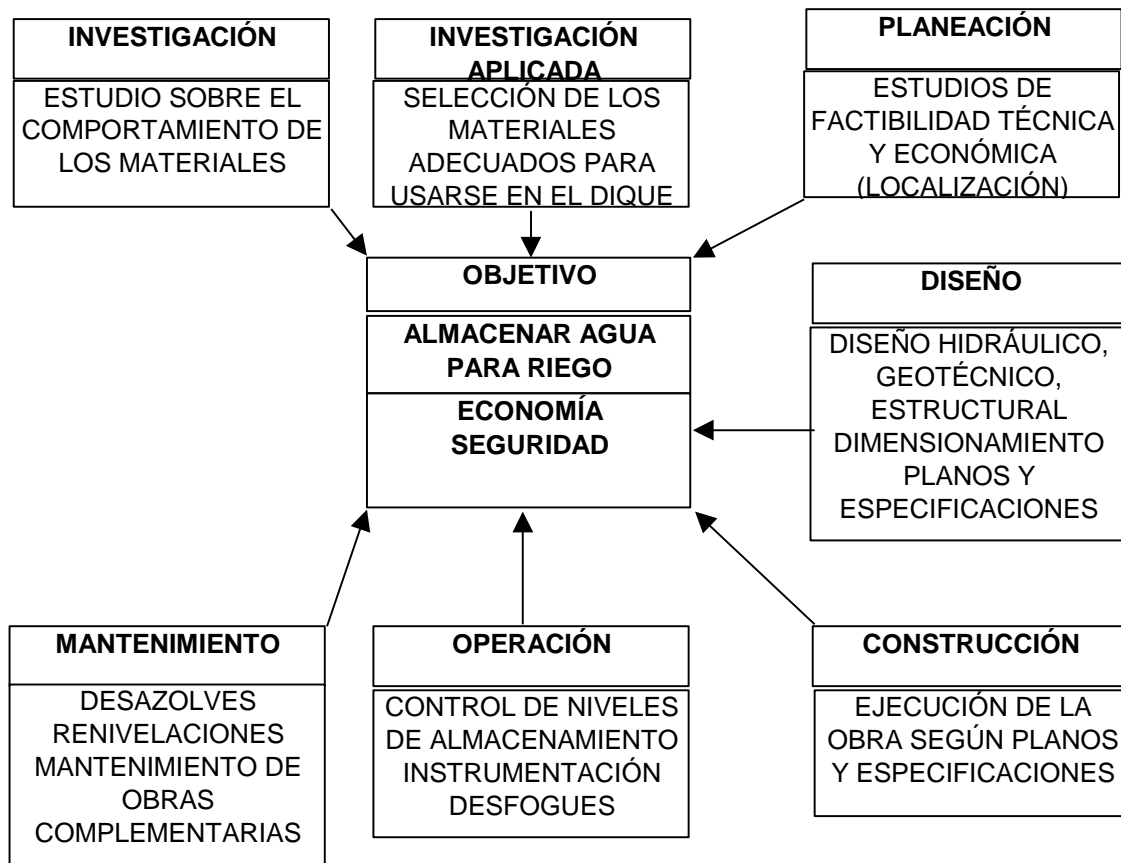 INVESTIGACIÓN
ESTUDIO SOBRE EL
COMPORTAMIENTO DE
LOS MATERIALES
INVESTIGACIÓN
APLICADA
SELECCIÓN DE LOS
MATERIALES
ADECUADOS PARA
USARSE EN EL DIQUE
PLANEACIÓN
ESTUDIOS DE
FACTIBILIDAD TÉCNICA
Y ECONÓMICA
(LOCALIZACIÓN)
OBJETIVO
ALMACENAR AGUA
PARA RIEGO
ECONOMÍA
SEGURIDAD
DISEÑO
DISEÑO HIDRÁULICO,
GEOTÉCNICO,
ESTRUCTURAL
DIMENSIONAMIENTO
PLANOS Y
ESPECIFICACIONES
MANTENIMIENTO
DESAZOLVES
RENIVELACIONES
MANTENIMIENTO DE
OBRAS
COMPLEMENTARIAS
OPERACIÓN
CONTROL DE NIVELES
DE ALMACENAMIENTO
INSTRUMENTACIÓN
DESFOGUES
CONSTRUCCIÓN
EJECUCIÓN DE LA
OBRA SEGÚN PLANOS
Y ESPECIFICACIONES